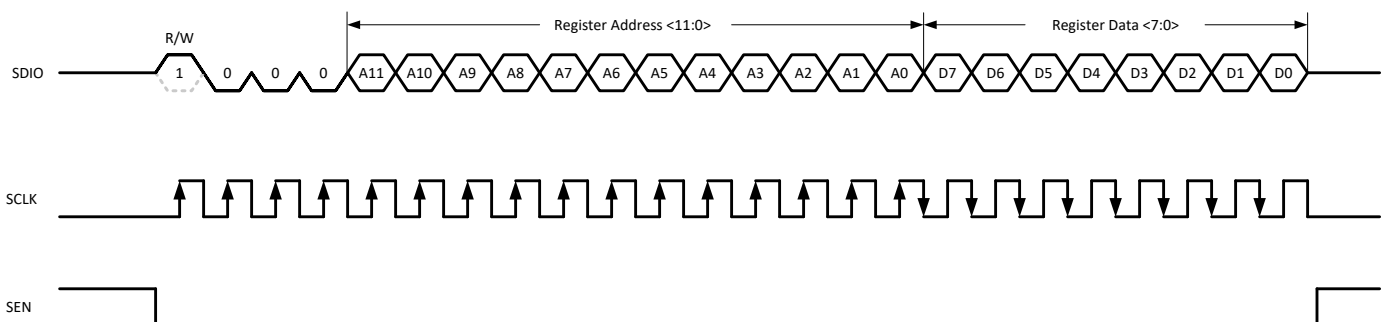 Register Address <11:0> Register Data <7:0>
R/W
SDIO 1 0 0 0 A11 A10 A9 A8 A7 A6 A5 A4 A3 A2 A1 A0 D7 D6 D5 D4 D3 D2 D1 D0
SCLK
SEN